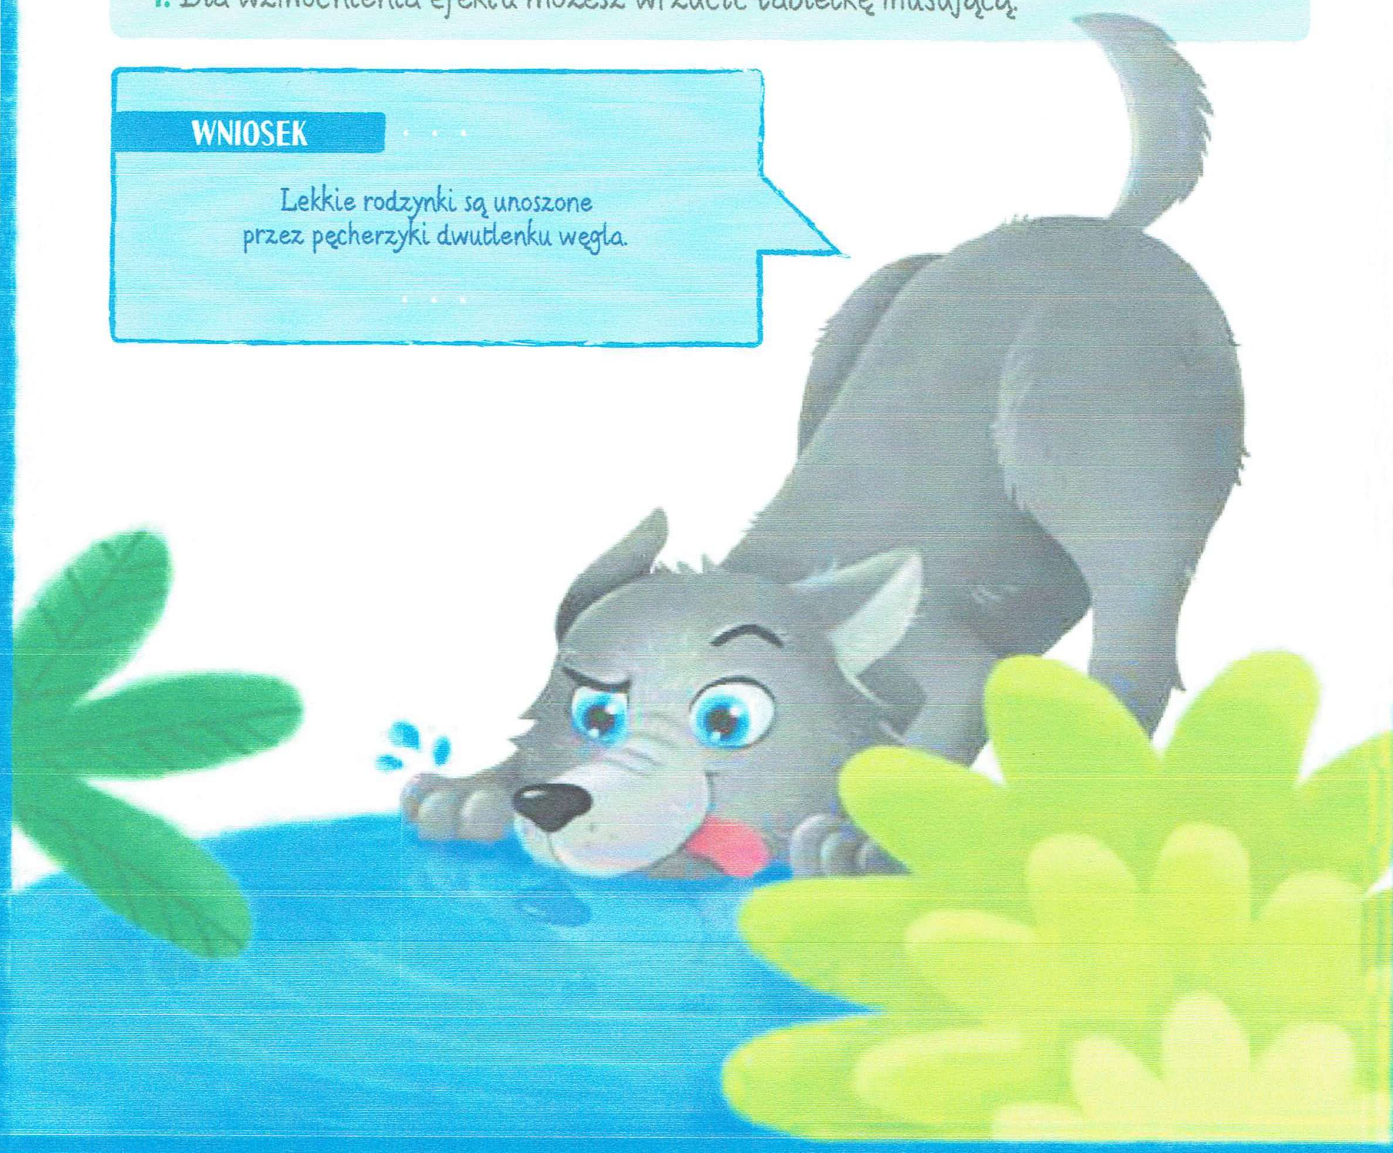 Dla wzmocnienia efektu możesz wrzucić tabletkę musującą.
WNIOSEK
Lekkie rodzynki są unoszone
przez pęcherzyki dwutlenku węgla.